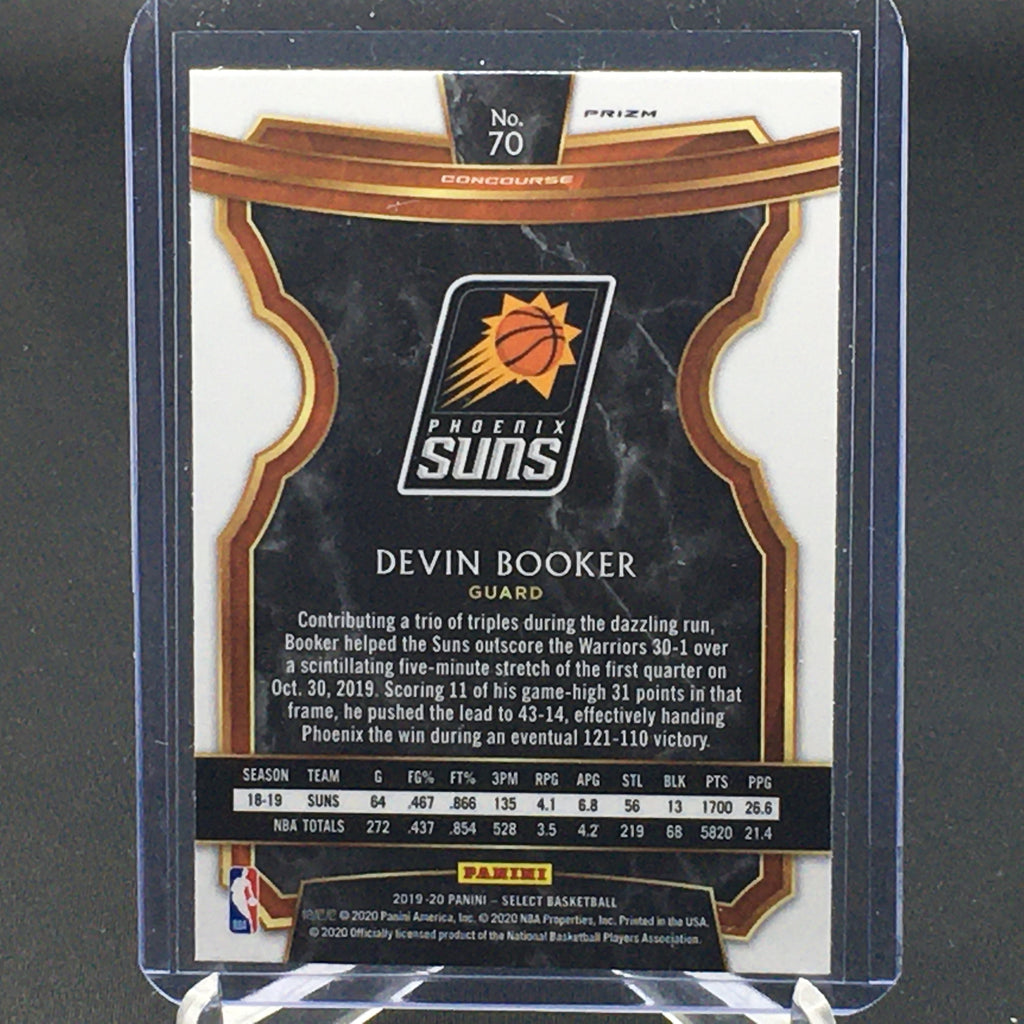 No.
70
PRIZM
CONCOURSE
PHOENIX
SUNS
DEVIN BOOKER
GUARD
Contributing a trio of triples during the dazzling run,
Booker helped the Suns outscore the Warriors 30-1 over
a scintillating five-minute stretch of the first quarter on
Oct. 30, 2019. Scoring 11 of his game-high 31 points in that
frame, he pushed the lead to 43-14, effectively handing
Phoenix the win during an eventual 121-110 victory.
SEASON TEAM G FG% FT% 3PM RPG APG STL BLK PTS PPG
18-19 SUNS 64 .467 .866 135 4.1 6.8 56 13 1700 26.6
NBA TOTALS 272 .437 .854 528 3.5 4.2 219 68 5820 21.4
PANINI
2019-20 PANINI – SELECT BASKETBALL
© 2020 Panini America, Inc. © 2020 NBA Properties, Inc. Printed in the USA.
© 2020 Officially licensed product of the National Basketball Players Association.
NBA